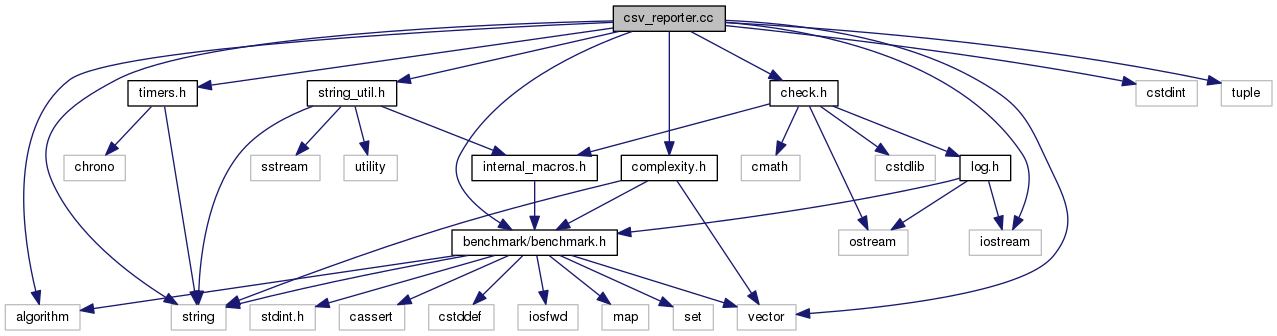 csv_reporter.cc
timers.h
string_util.h
check.h
cstdint
tuple
chrono
sstream
utility
internal_macros.h
complexity.h
cmath
cstdlib
log.h
benchmark/benchmark.h
ostream
iostream
algorithm
string
stdint.h
cassert
cstddef
iosfwd
map
set
vector